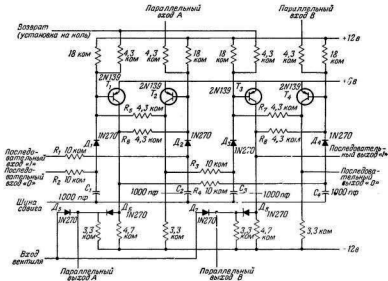 Возврат
(установка на ноль)
Параллельный
вход А
Параллельный
вход В
+12в
18 ком
4,3 ком
4,3 ком
18 ком
18 ком
4,3 ком
4,3 ком
18 ком
+6в
2N139
T₁
2N139
T₂
2N139
T₃
2N139
T₄
R₅ 4,3 ком
R₇ 4,3 ком
Д₁
1N270
R₆ 4,3 ком
Д₂
1N270
Д₃
1N270
R₈ 4,3 ком
Д₄
1N270
Последовательный вход «1»
R₁ 10 ком
Последовательный выход «1»
Последовательный вход «0»
R₂ 10 ком
R₃ 10 ком
R₄ 10 ком
Последовательный выход «0»
C₁
1000 пф
C₂
1000 пф
C₃
1000 пф
C₄
1000 пф
Шина сдвига
Д₅
1N270
Д₆
1N270
Д₇
1N270
Д₈
1N270
3,3 ком
4,7 ком
3,3 ком
3,3 ком
4,7 ком
3,3 ком
-12в
Вход
вентиля
Параллельный
выход А
Параллельный
выход В